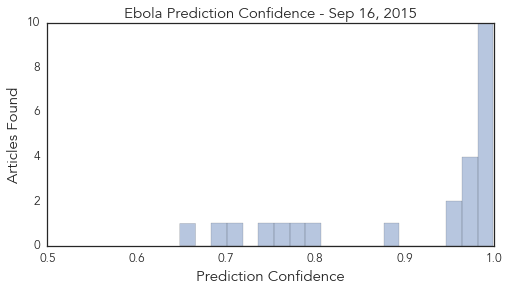 Ebola Prediction Confidence - Sep 16, 2015
10
8
6
4
2
0
Articles Found
0.5 0.6 0.7 0.8 0.9 1.0
Prediction Confidence